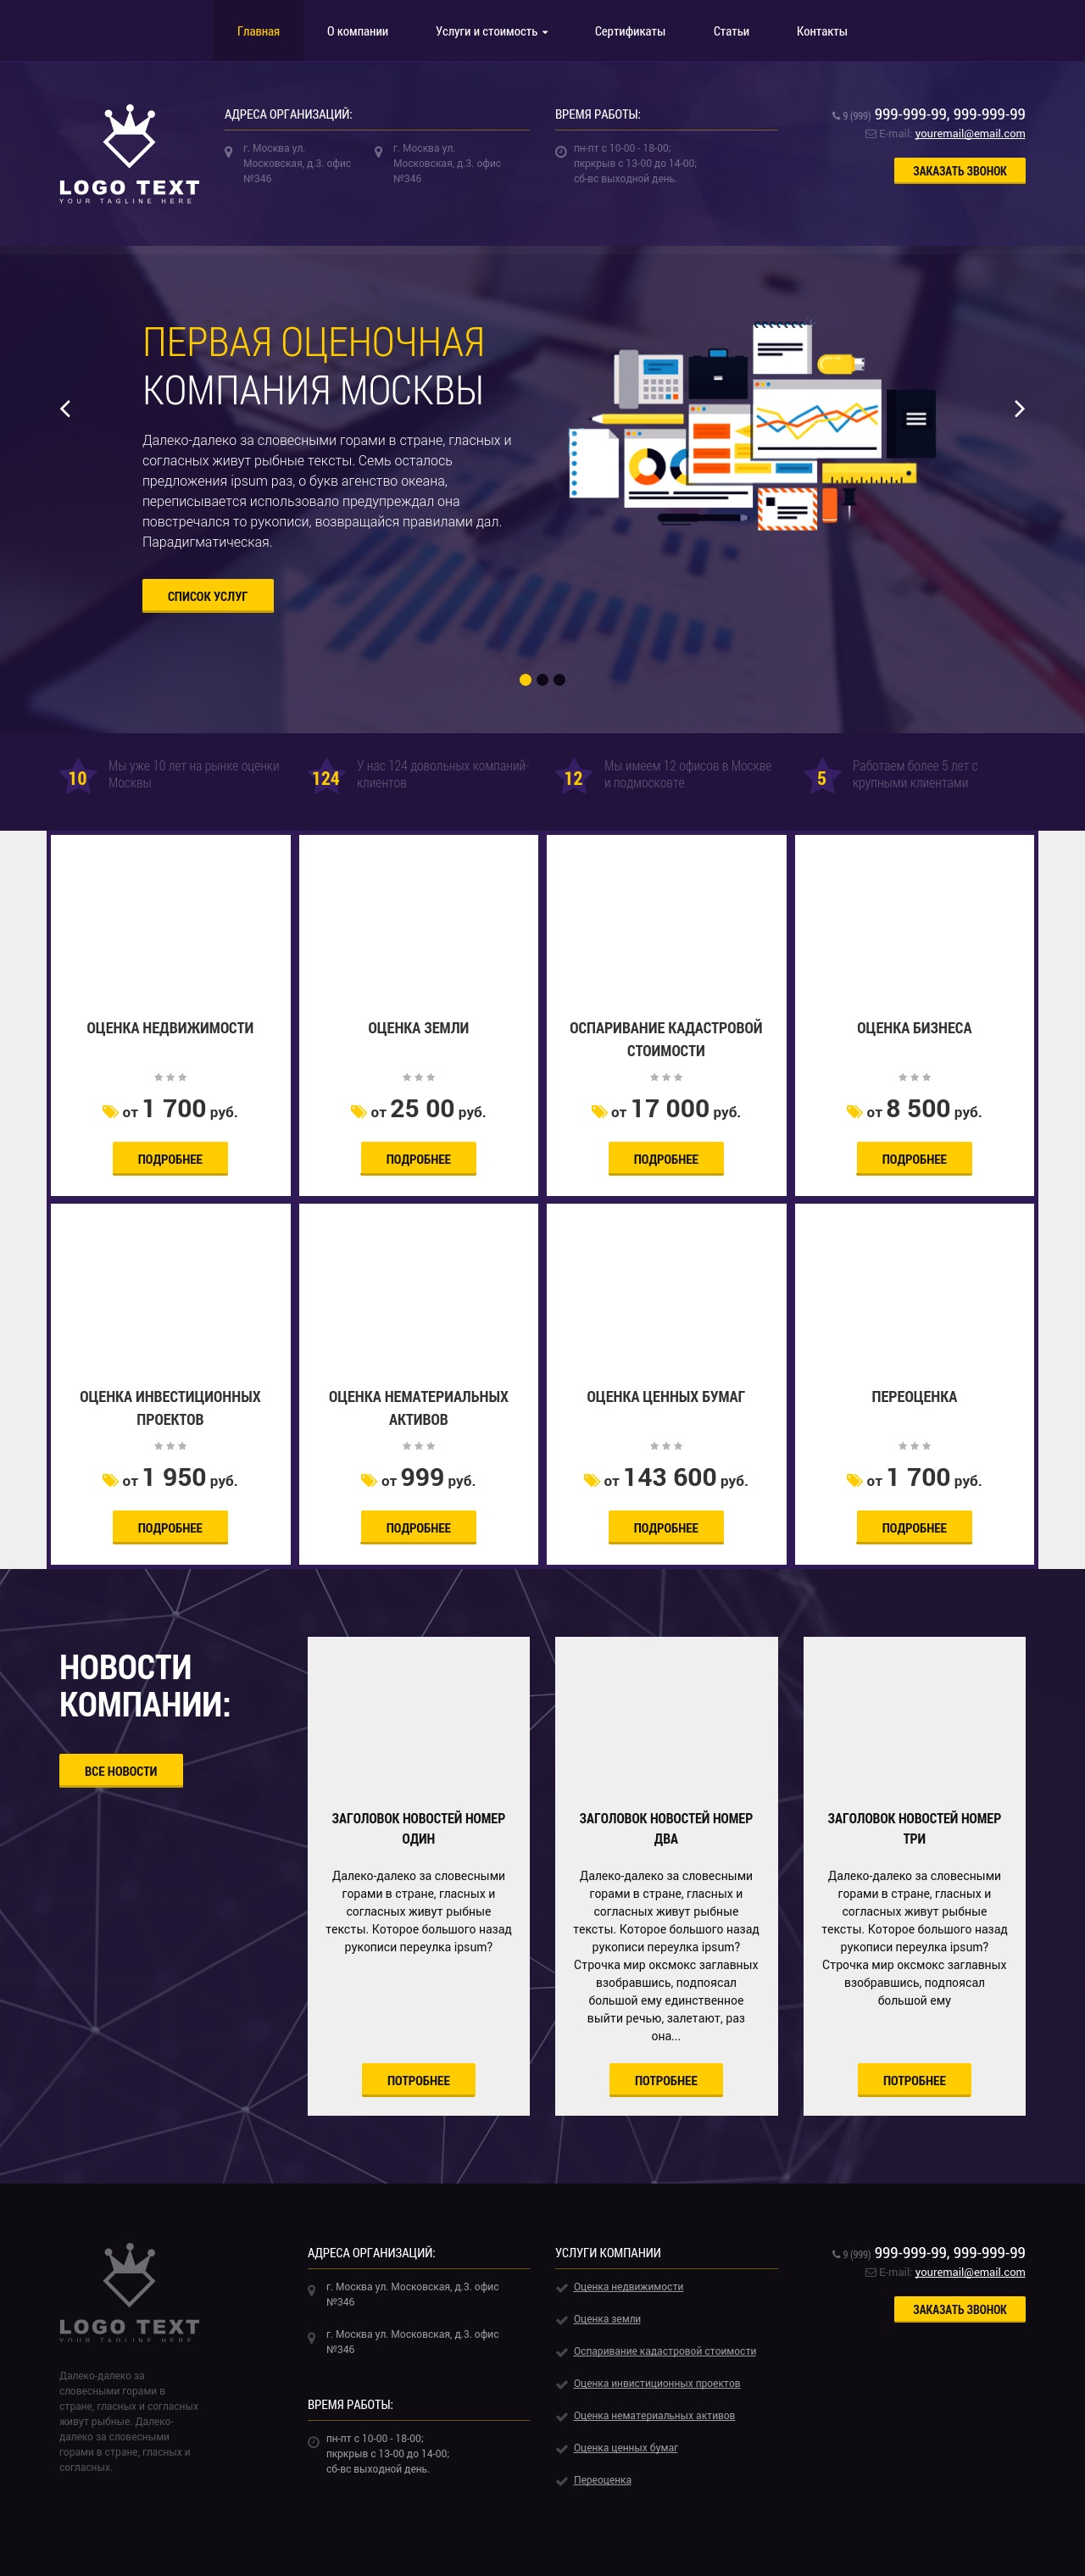 Главная
О компании
Услуги и стоимость
Сертификаты
Статьи
Контакты
LOGO TEXT
YOUR TAGLINE HERE
АДРЕСА ОРГАНИЗАЦИЙ:
г. Москва ул.
Московская, д.3. офис
№346
г. Москва ул.
Московская, д.3. офис
№346
ВРЕМЯ РАБОТЫ:
пн-пт с 10-00 - 18-00;
пкркрыв с 13-00 до 14-00;
сб-вс выходной день.
9 (999) 999-999-99, 999-999-99
E-mail: youremail@email.com
ЗАКАЗАТЬ ЗВОНОК
ПЕРВАЯ ОЦЕНОЧНАЯ
КОМПАНИЯ МОСКВЫ
Далеко-далеко за словесными горами в стране, гласных и
согласных живут рыбные тексты. Семь осталось
предложения ipsum раз, о букв агенство океана,
переписывается использовало предупреждал она
повстречался то рукописи, возвращайся правилами дал.
Парадигматическая.
СПИСОК УСЛУГ
10
Мы уже 10 лет на рынке оценки
Москвы
124
У нас 124 довольных компаний-
клиентов
12
Мы имеем 12 офисов в Москве
и подмосковте
5
Работаем более 5 лет с
крупными клиентами
ОЦЕНКА НЕДВИЖИМОСТИ
от 1 700 руб.
ПОДРОБНЕЕ
ОЦЕНКА ЗЕМЛИ
от 25 00 руб.
ПОДРОБНЕЕ
ОСПАРИВАНИЕ КАДАСТРОВОЙ
СТОИМОСТИ
от 17 000 руб.
ПОДРОБНЕЕ
ОЦЕНКА БИЗНЕСА
от 8 500 руб.
ПОДРОБНЕЕ
ОЦЕНКА ИНВЕСТИЦИОННЫХ
ПРОЕКТОВ
от 1 950 руб.
ПОДРОБНЕЕ
ОЦЕНКА НЕМАТЕРИАЛЬНЫХ
АКТИВОВ
от 999 руб.
ПОДРОБНЕЕ
ОЦЕНКА ЦЕННЫХ БУМАГ
от 143 600 руб.
ПОДРОБНЕЕ
ПЕРЕОЦЕНКА
от 1 700 руб.
ПОДРОБНЕЕ
НОВОСТИ
КОМПАНИИ:
ВСЕ НОВОСТИ
ЗАГОЛОВОК НОВОСТЕЙ НОМЕР
ОДИН
Далеко-далеко за словесными
горами в стране, гласных и
согласных живут рыбные
тексты. Которое большого назад
рукописи переулка ipsum?
ПОТРОБНЕЕ
ЗАГОЛОВОК НОВОСТЕЙ НОМЕР
ДВА
Далеко-далеко за словесными
горами в стране, гласных и
согласных живут рыбные
тексты. Которое большого назад
рукописи переулка ipsum?
Строчка мир оксмокс заглавных
взобравшись, подпоясал
большой ему единственное
выйти речью, залетают, раз
она...
ПОТРОБНЕЕ
ЗАГОЛОВОК НОВОСТЕЙ НОМЕР
ТРИ
Далеко-далеко за словесными
горами в стране, гласных и
согласных живут рыбные
тексты. Которое большого назад
рукописи переулка ipsum?
Строчка мир оксмокс заглавных
взобравшись, подпоясал
большой ему
ПОТРОБНЕЕ
LOGO TEXT
YOUR TAGLINE HERE
Далеко-далеко за
словесными горами в
стране, гласных и согласных
живут рыбные. Далеко-
далеко за словесными
горами в стране, гласных и
согласных.
АДРЕСА ОРГАНИЗАЦИЙ:
г. Москва ул. Московская, д.3. офис
№346
г. Москва ул. Московская, д.3. офис
№346
ВРЕМЯ РАБОТЫ:
пн-пт с 10-00 - 18-00;
пкркрыв с 13-00 до 14-00;
сб-вс выходной день.
УСЛУГИ КОМПАНИИ
Оценка недвижимости
Оценка земли
Оспаривание кадастровой стоимости
Оценка инвистиционных проектов
Оценка нематериальных активов
Оценка ценных бумаг
Переоценка
9 (999) 999-999-99, 999-999-99
E-mail: youremail@email.com
ЗАКАЗАТЬ ЗВОНОК